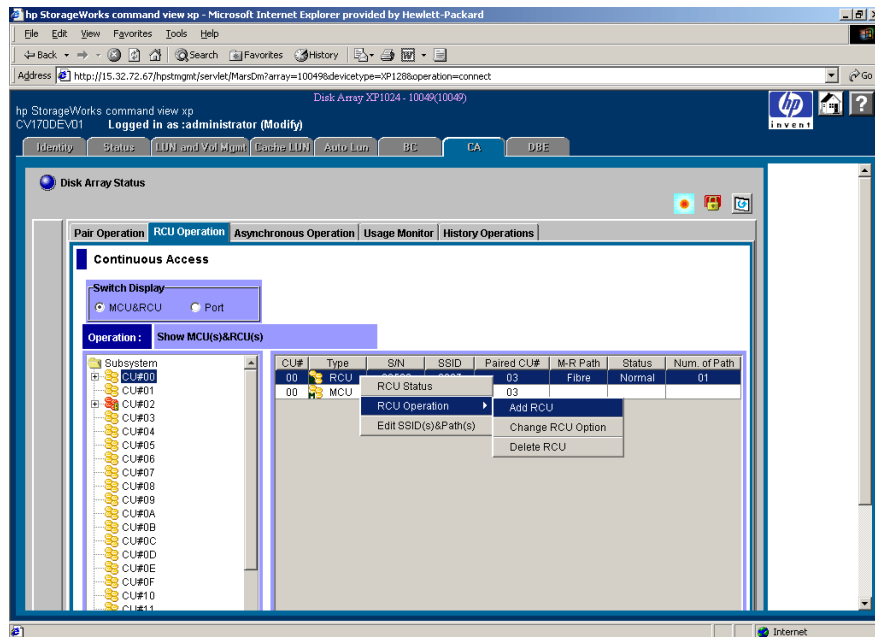 hp StorageWorks command view xp - Microsoft Internet Explorer provided by Hewlett-Packard
File Edit View Favorites Tools Help
Back Search Favorites History
Address http://15.32.72.67/hpstmgmt/servlet/MarsDm?array=10049&devicetype=XP128&operation=connect Go
Disk Array XP1024 - 10049(10049)
hp StorageWorks command view xp
CV170DEV01 Logged in as :administrator (Modify)
hp
invent
?
Identity Status LUN and Vol Mgmt Cache LUN Auto Lun BC CA DBE
Disk Array Status
Pair Operation RCU Operation Asynchronous Operation Usage Monitor History Operations
Continuous Access
Switch Display
MCU&RCU Port
Operation : Show MCU(s)&RCU(s)
Subsystem
CU#00
CU#01
CU#02
CU#03
CU#04
CU#05
CU#06
CU#07
CU#08
CU#09
CU#0A
CU#0B
CU#0C
CU#0D
CU#0E
CU#0F
CU#10
CU#11
CU# Type S/N SSID Paired CU# M-R Path Status Num. of Path
00 RCU 03 Fibre Normal 01
00 MCU 03
RCU Status
RCU Operation
Edit SSID(s)&Path(s)
Add RCU
Change RCU Option
Delete RCU
Internet